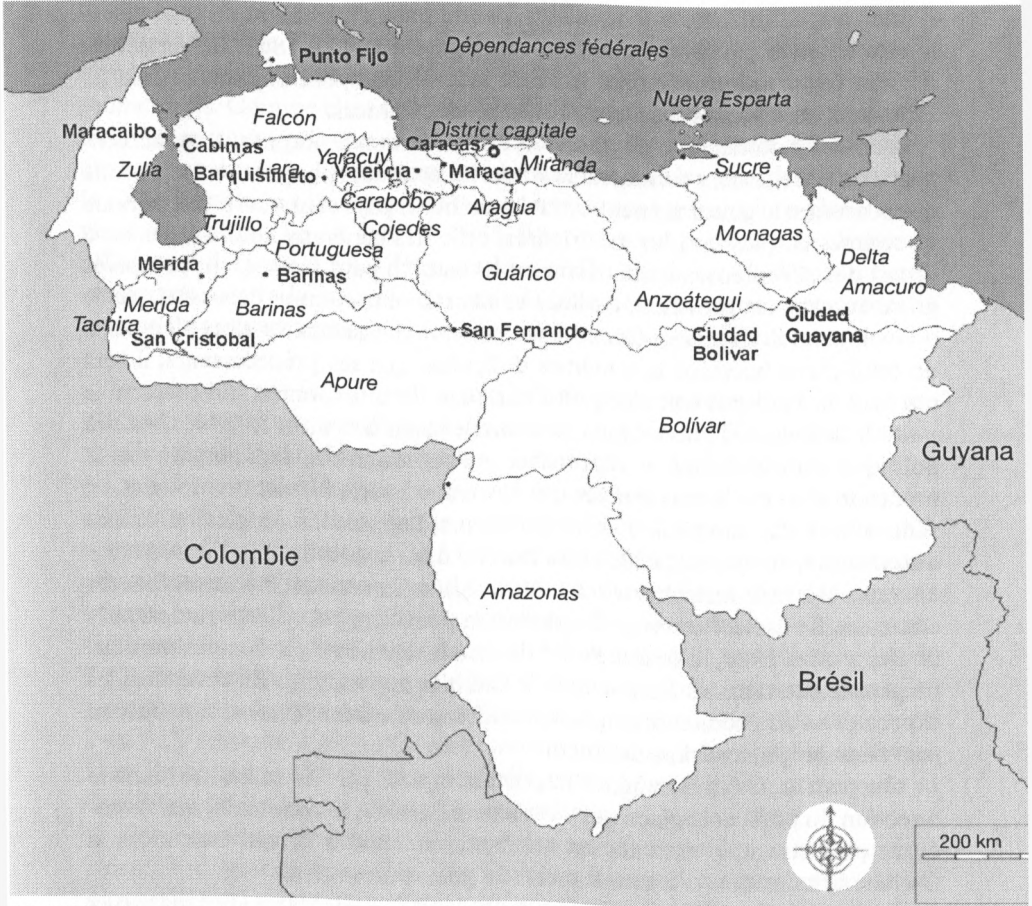 Punto Fijo
Dépendances fédérales
Nueva Esparta
Falcón
Maracaibo
District capitale
Caracas
Cabimas
Zulia
Barquisimeto
Lara
Yaracuy
Valencia
Maracay
Miranda
Sucre
Carabobo
Aragua
Trujillo
Cojedes
Monagas
Portuguesa
Merida
Barinas
Guárico
Delta
Amacuro
Anzoátegui
Merida
Barinas
Tachira
San Cristobal
San Fernando
Ciudad
Bolivar
Ciudad
Guayana
Apure
Bolívar
Guyana
Colombie
Amazonas
Brésil
200 km